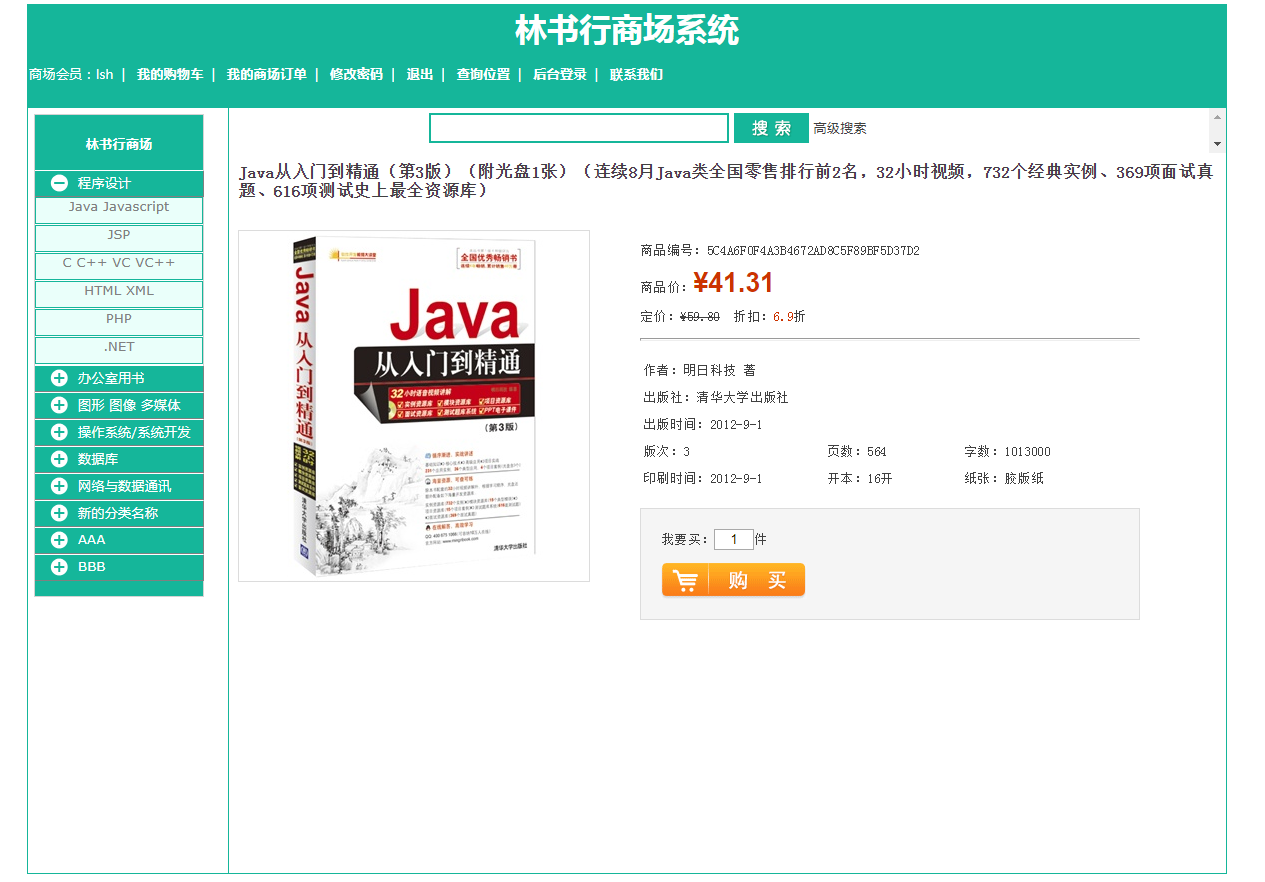 林书行商场系统
商场会员：lsh | 我的购物车 | 我的商场订单 | 修改密码 | 退出 | 查询位置 | 后台登录 | 联系我们
搜 索 高级搜索
林书行商场
程序设计
Java Javascript
JSP
C C++ VC VC++
HTML XML
PHP
.NET
办公室用书
图形 图像 多媒体
操作系统/系统开发
数据库
网络与数据通讯
新的分类名称
AAA
BBB
Java从入门到精通（第3版）（附光盘1张）（连续8月Java类全国零售排行前2名，32小时视频，732个经典实例、369项面试真
题、616项测试史上最全资源库）
全国优秀畅销书
Java
从入门到精通
32小时语音视频讲解
实例资源库 模块资源库 项目资源库
面试资源库 测试题库系统 PPT电子课件
（第3版）
清华大学出版社
Java 从入门到精通
清华大学出版社
商品编号：5C4A6F0F4A3B4672AD8C5F89BF5D37D2
商品价：¥41.31
定价：¥59.80 折扣：6.9折
作者：明日科技 著
出版社：清华大学出版社
出版时间：2012-9-1
版次：3 页数：564 字数：1013000
印刷时间：2012-9-1 开本：16开 纸张：胶版纸
我要买：1件
购 买